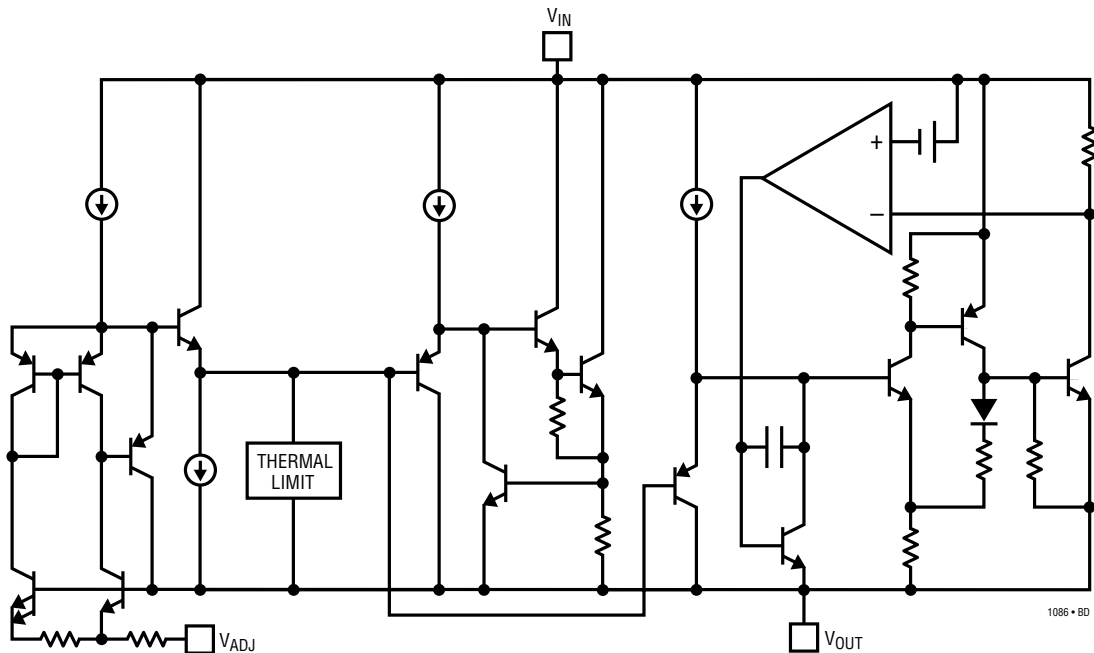 VIN
+
–
THERMAL
LIMIT
1086 • BD
VADJ
VOUT